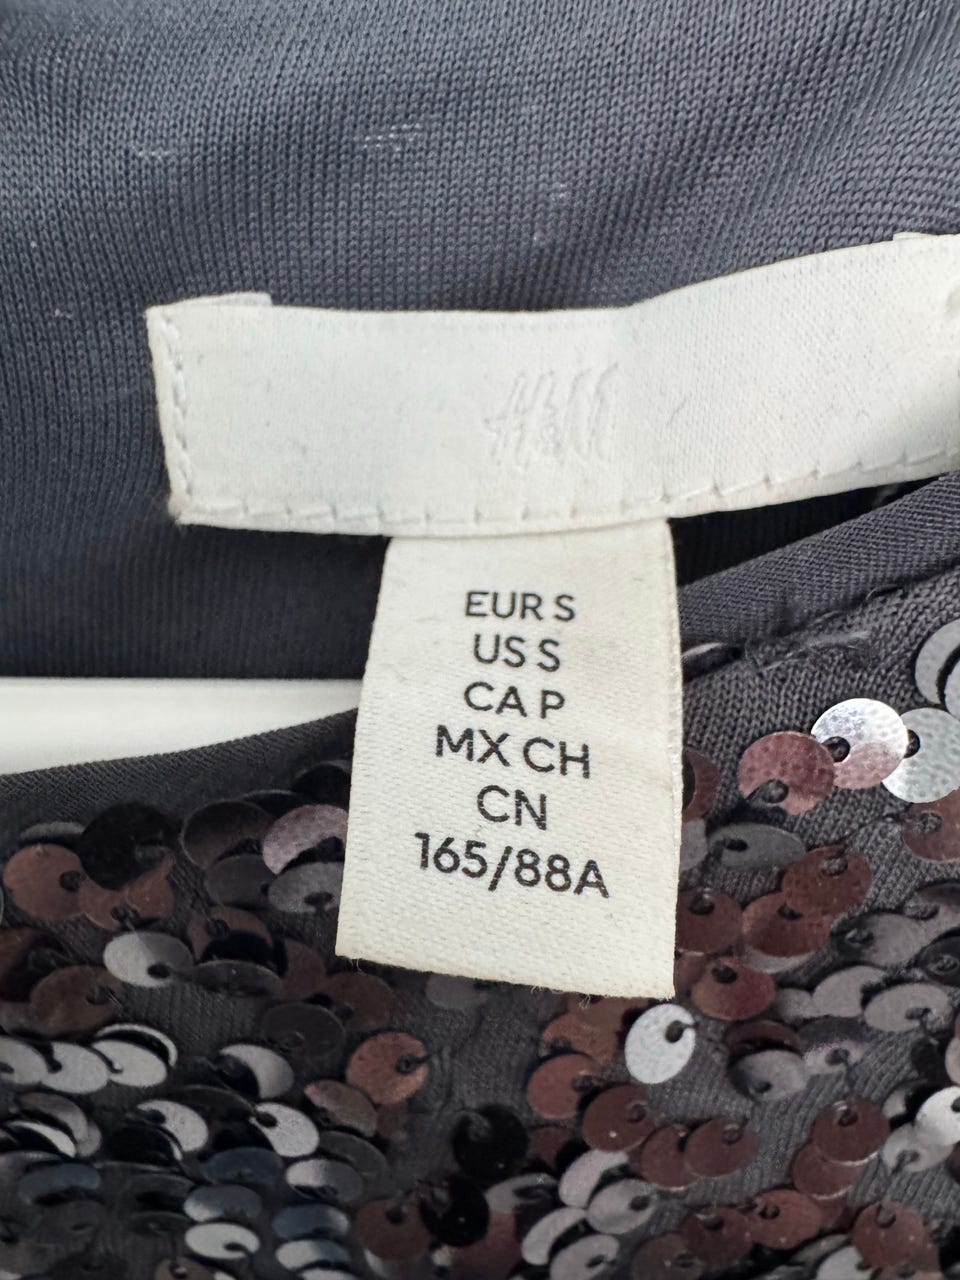 H&M
EUR S
US S
CA P
MX CH
CN
165/88A